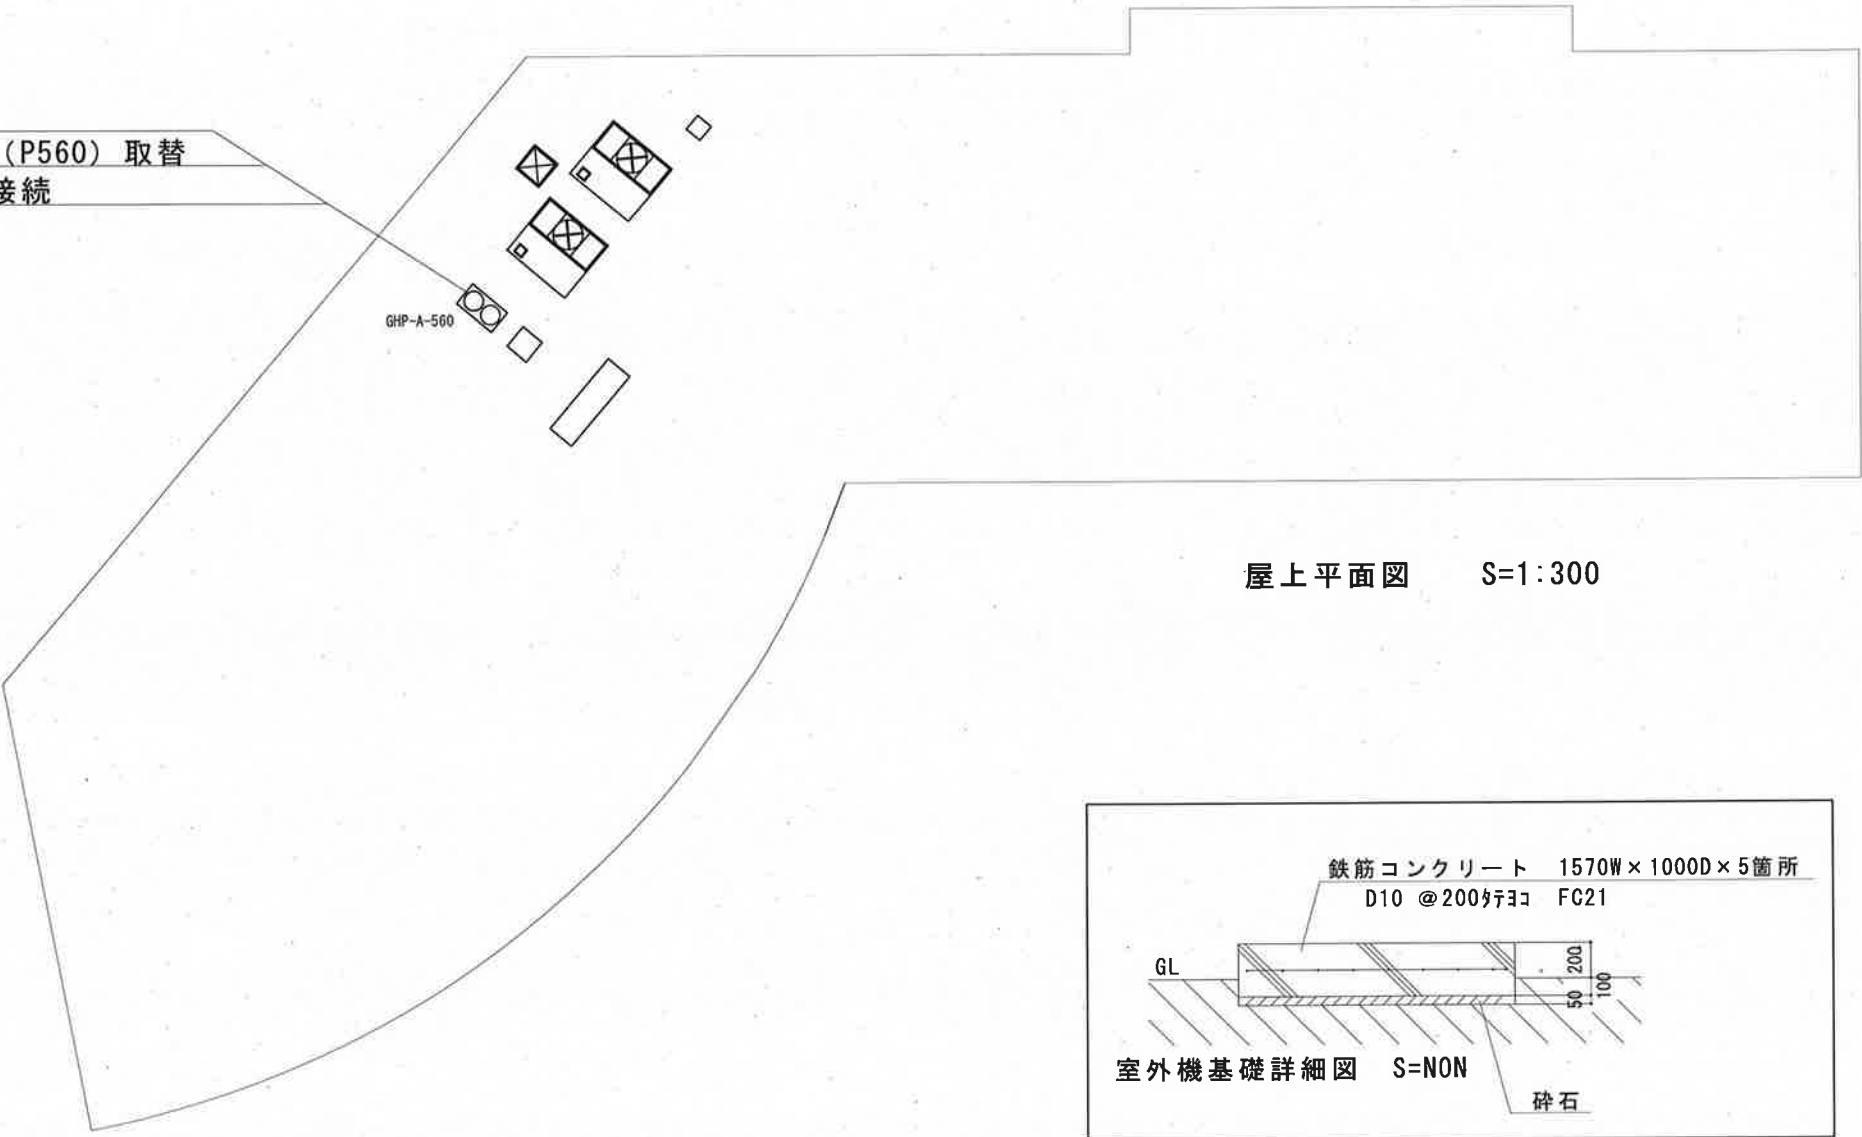 (P560) 取替
接続
GHP-A-560
屋上平面図 S=1:300
鉄筋コンクリート 1570W×1000D×5箇所
D10 @200ﾀﾃﾖｺ FC21
GL
200
100
50
室外機基礎詳細図 S=NON
砕石